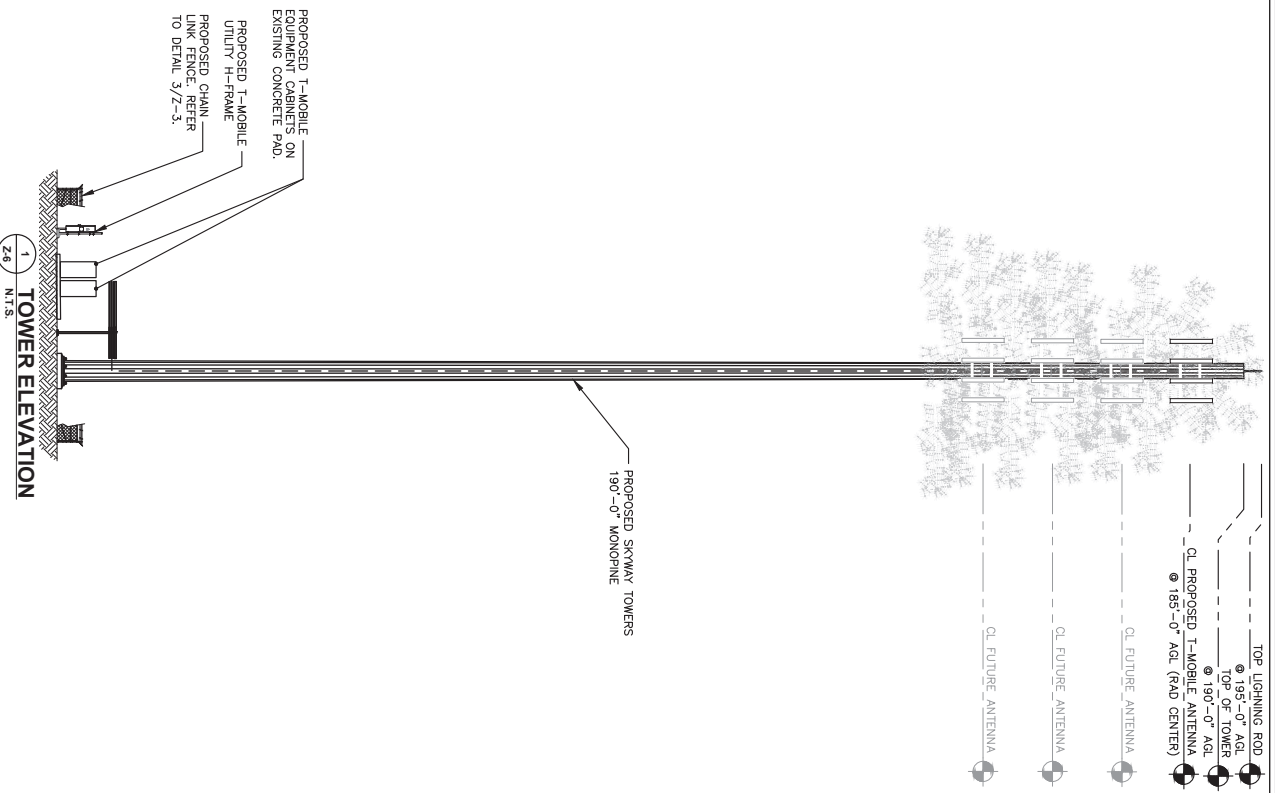 TOP LIGHNING ROD
@ 195'-0" AGL
TOP OF TOWER
@ 190'-0" AGL
CL PROPOSED T-MOBILE ANTENNA
@ 185'-0" AGL (RAD CENTER)
CL FUTURE ANTENNA
CL FUTURE ANTENNA
CL FUTURE ANTENNA
PROPOSED SKYWAY TOWERS
190'-0" MONOPINE
PROPOSED T-MOBILE
EQUIPMENT CABINETS ON
EXISTING CONCRETE PAD.
PROPOSED T-MOBILE
UTILITY H-FRAME
PROPOSED CHAIN
LINK FENCE. REFER
TO DETAIL 3/Z-3.
1
Z-6
TOWER ELEVATION
N.T.S.